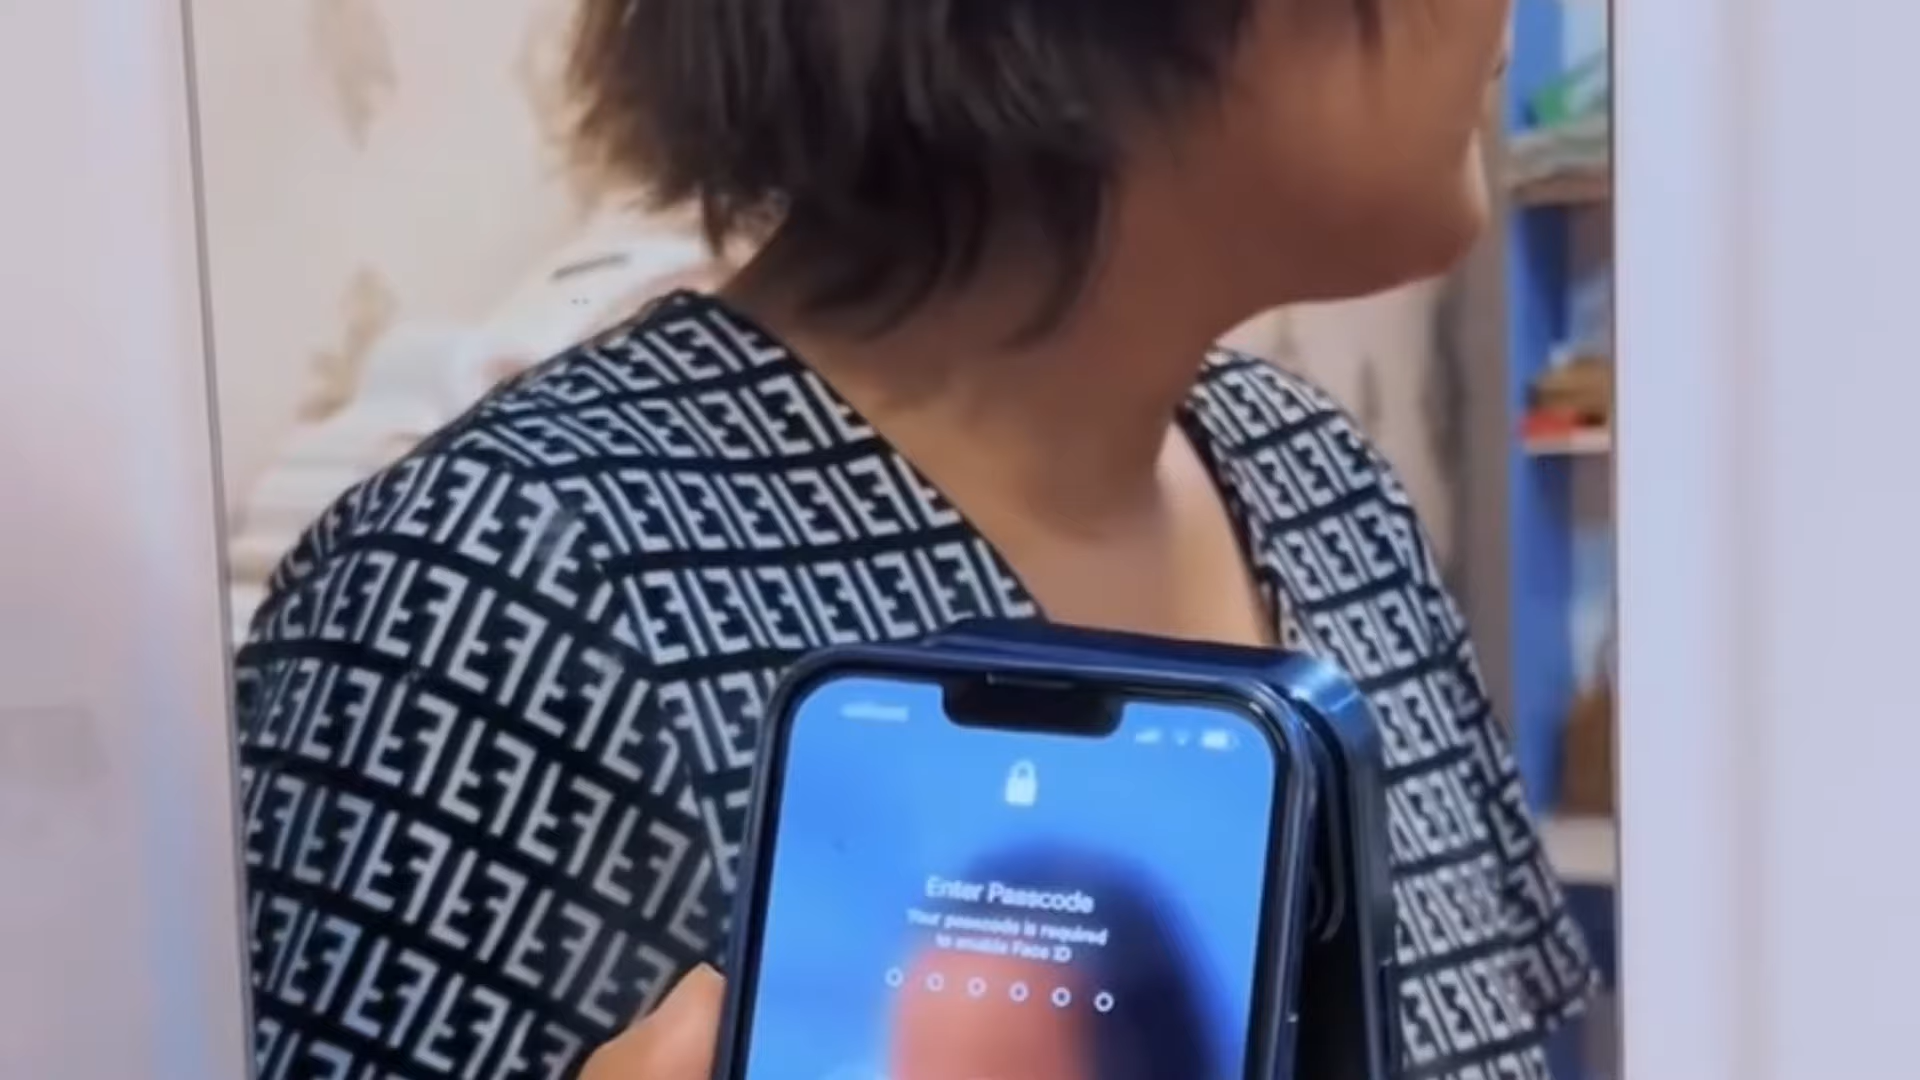 Enter Passcode
Your passcode is required
to enable Face ID